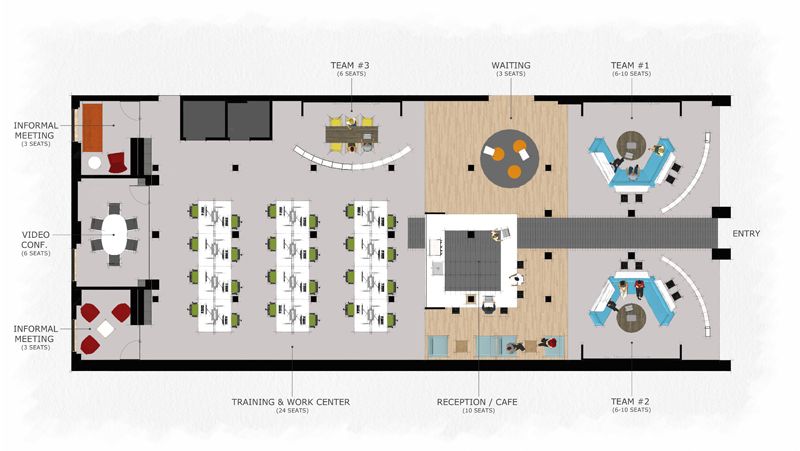 TEAM #3
(6 SEATS)
WAITING
(3 SEATS)
TEAM #1
(6-10 SEATS)
INFORMAL
MEETING
(3 SEATS)
VIDEO
CONF.
(6 SEATS)
ENTRY
INFORMAL
MEETING
(3 SEATS)
TRAINING & WORK CENTER
(24 SEATS)
RECEPTION / CAFE
(10 SEATS)
TEAM #2
(6-10 SEATS)